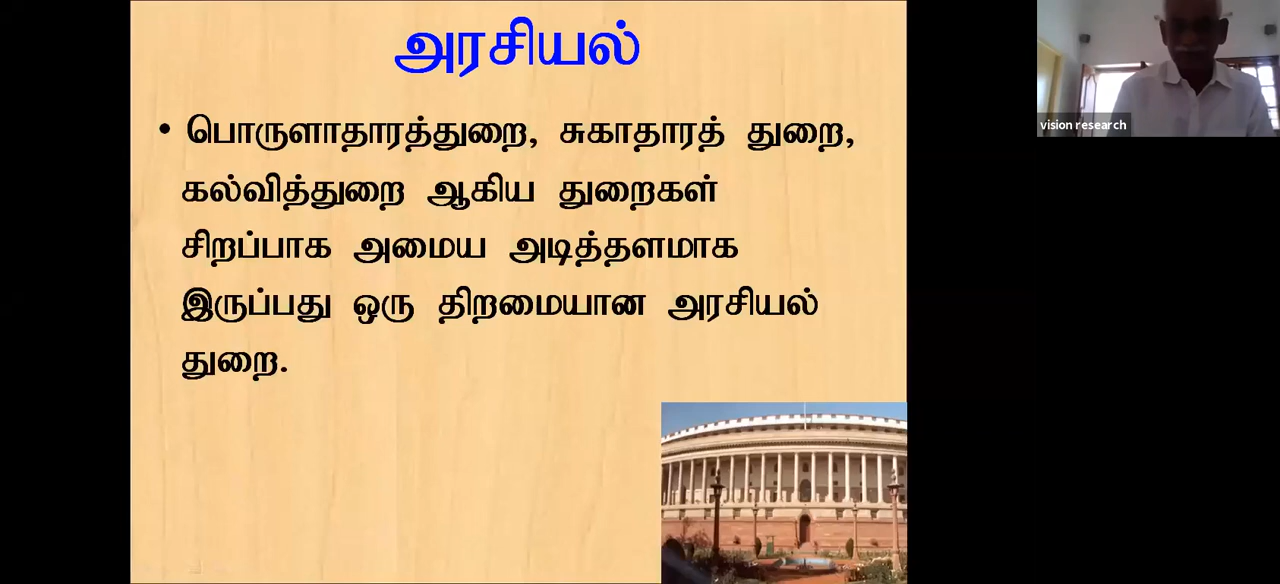 அரசியல்
• பொருளாதாரத்துறை, சுகாதாரத் துறை,
கல்வித்துறை ஆகிய துறைகள்
சிறப்பாக அமைய அடித்தளமாக
இருப்பது ஒரு திறமையான அரசியல்
துறை.
vision research